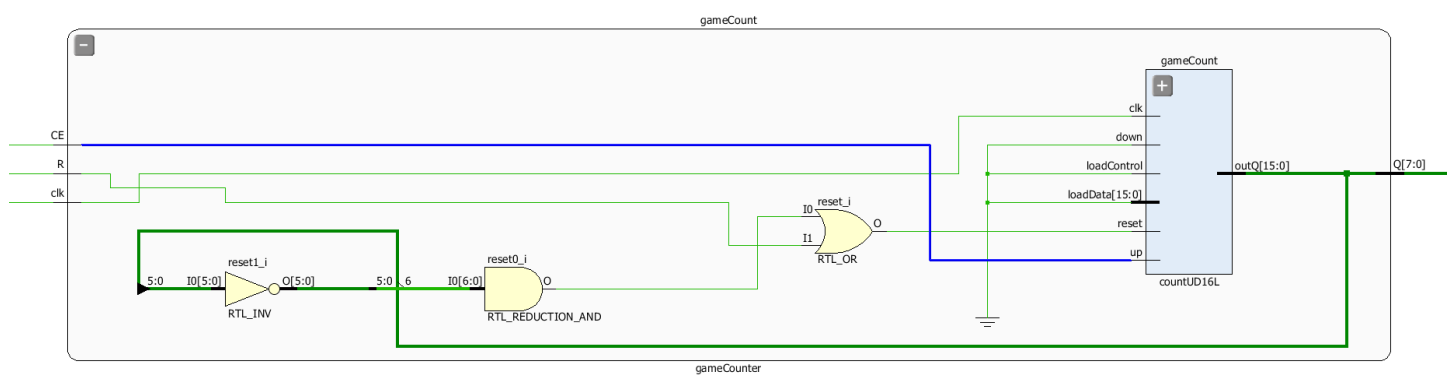 gameCount
gameCount
clk
CE
down
R
loadControl
outQ[15:0]
Q[7:0]
clk
loadData[15:0]
reset_i
I0
O
reset
I1
up
RTL_OR
reset1_i
reset0_i
5:0
I0[5:0]
O[5:0]
5:0
6
I0[6:0]
O
countUD16L
RTL_INV
RTL_REDUCTION_AND
gameCounter